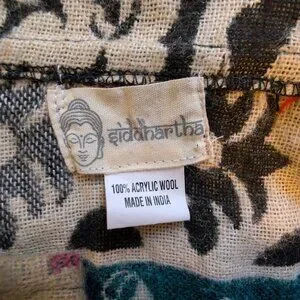 siddhartha
100% ACRYLIC WOOL
MADE IN INDIA